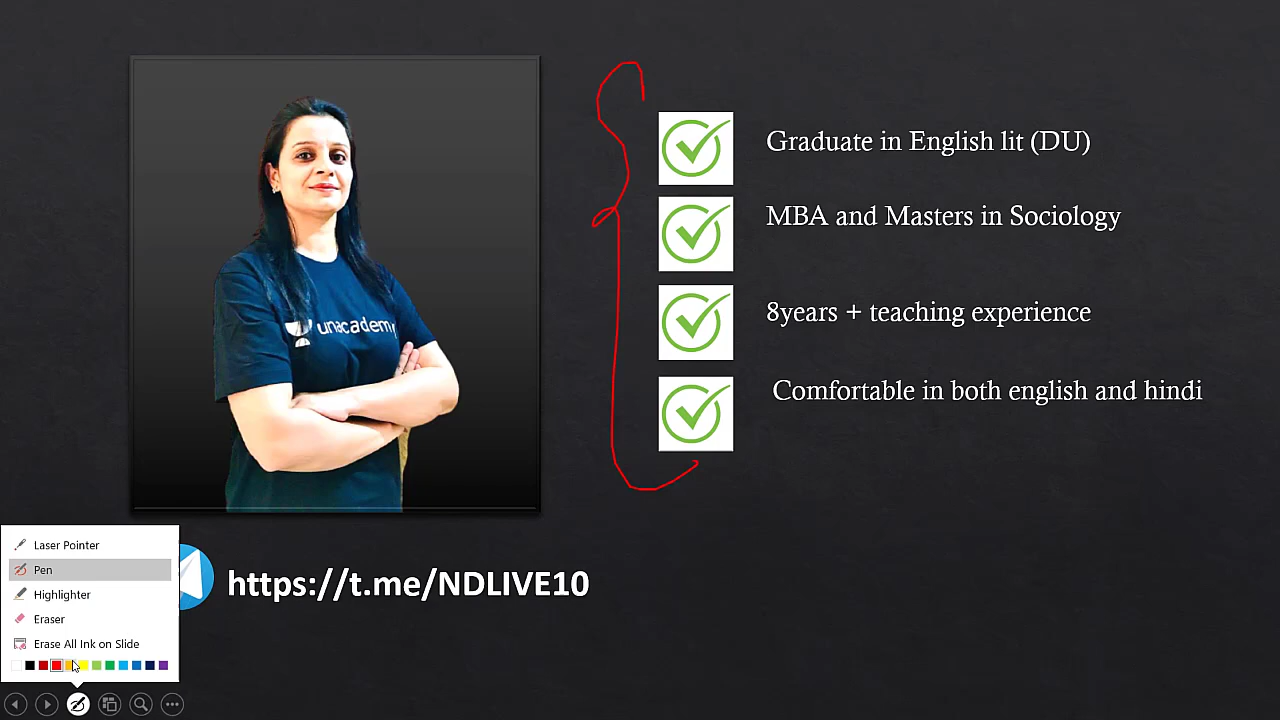 Graduate in English lit (DU)
MBA and Masters in Sociology
8years + teaching experience
Comfortable in both english and hindi
unacademy
https://t.me/NDLIVE10
Laser Pointer
Pen
Highlighter
Eraser
Erase All Ink on Slide